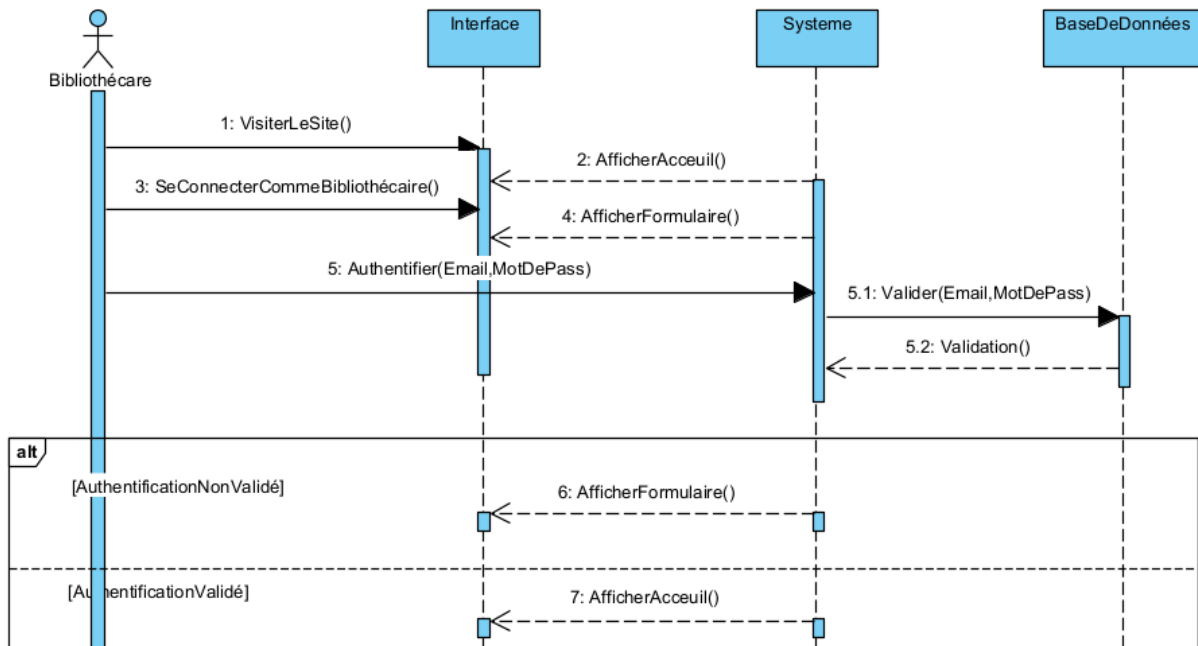 Interface
Systeme
BaseDeDonnées
Bibliothécare
1: VisiterLeSite()
2: AfficherAcceuil()
3: SeConnecterCommeBibliothécaire()
4: AfficherFormulaire()
5: Authentifier(Email,MotDePass)
5.1: Valider(Email,MotDePass)
5.2: Validation()
alt
[AuthentificationNonValidé]
6: AfficherFormulaire()
[AuthentificationValidé]
7: AfficherAcceuil()